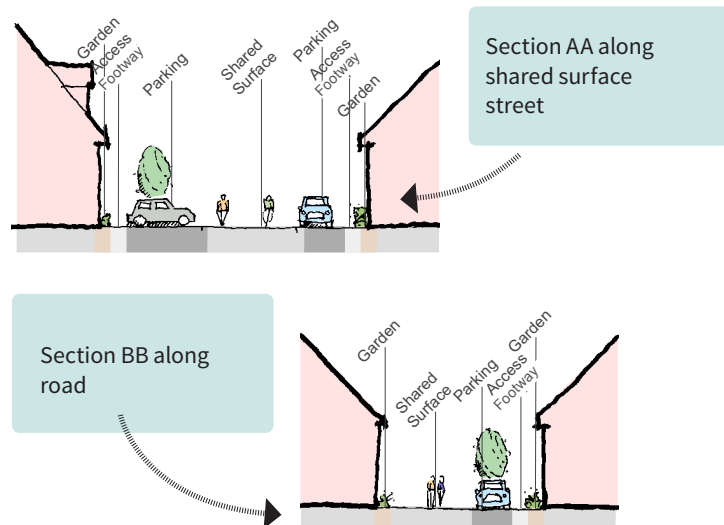 Garden
Access
Footway
Parking
Shared
Surface
Parking
Access
Footway
Garden
Section AA along
shared surface
street
Section BB along
road
Garden
Shared
Surface
Parking
Access
Footway
Garden